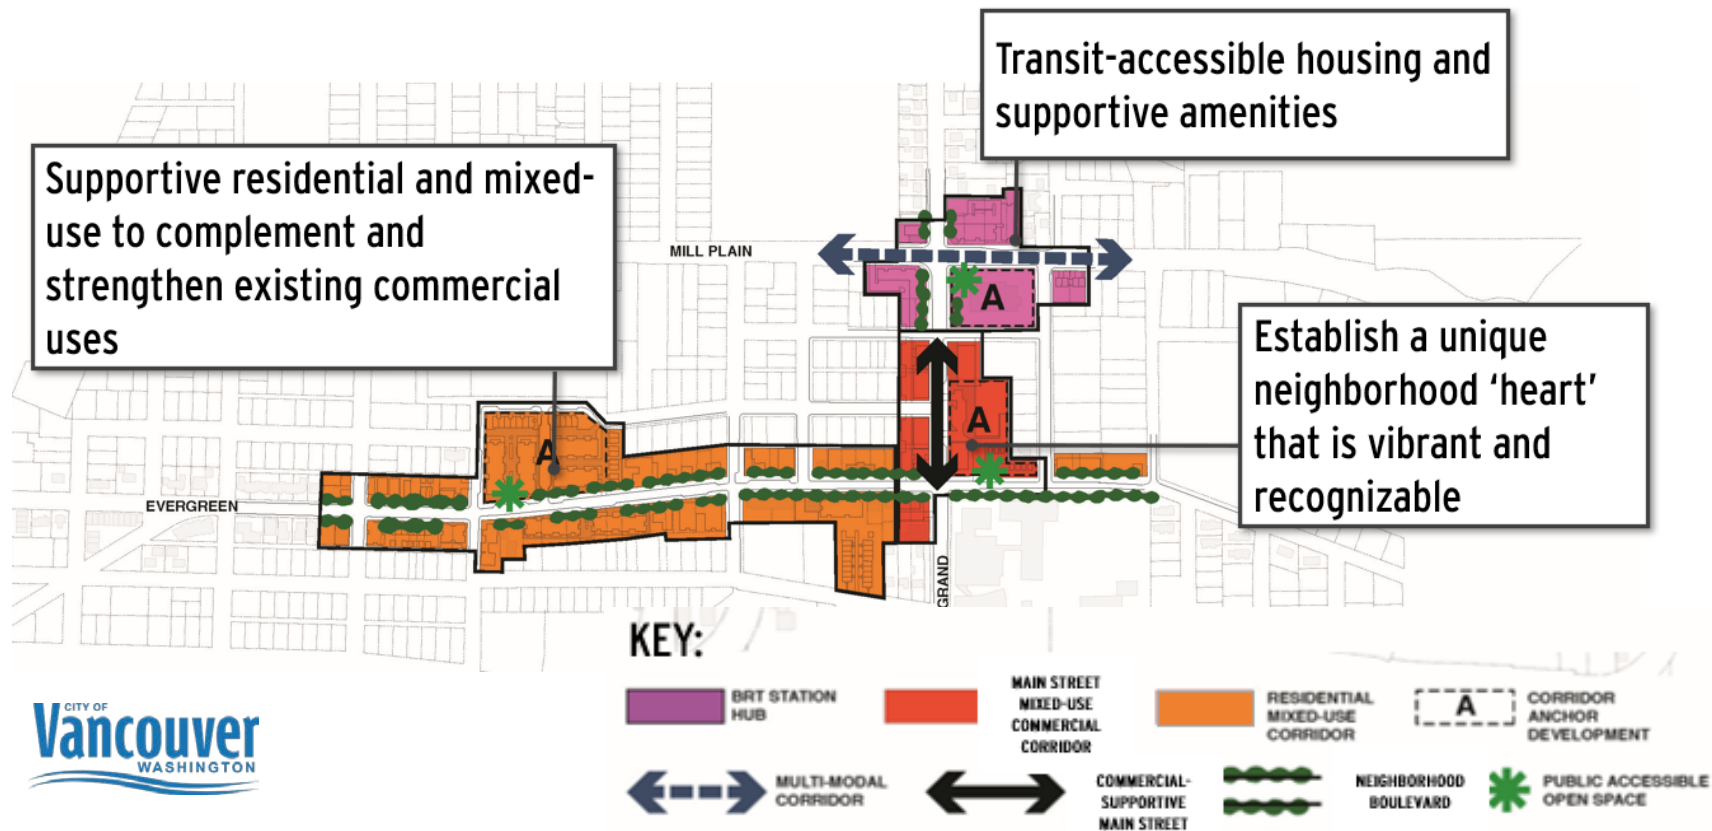 Transit-accessible housing and
supportive amenities
Supportive residential and mixed-
use to complement and
strengthen existing commercial
uses
MILL PLAIN
A
Establish a unique
neighborhood ‘heart’
that is vibrant and
recognizable
A
A
EVERGREEN
GRAND
KEY:
BRT STATION
HUB
MAIN STREET
MIXED-USE
COMMERCIAL
CORRIDOR
RESIDENTIAL
MIXED-USE
CORRIDOR
A
CORRIDOR
ANCHOR
DEVELOPMENT
MULTI-MODAL
CORRIDOR
COMMERCIAL-
SUPPORTIVE
MAIN STREET
NEIGHBORHOOD
BOULEVARD
PUBLIC ACCESSIBLE
OPEN SPACE
CITY OF
Vancouver
WASHINGTON